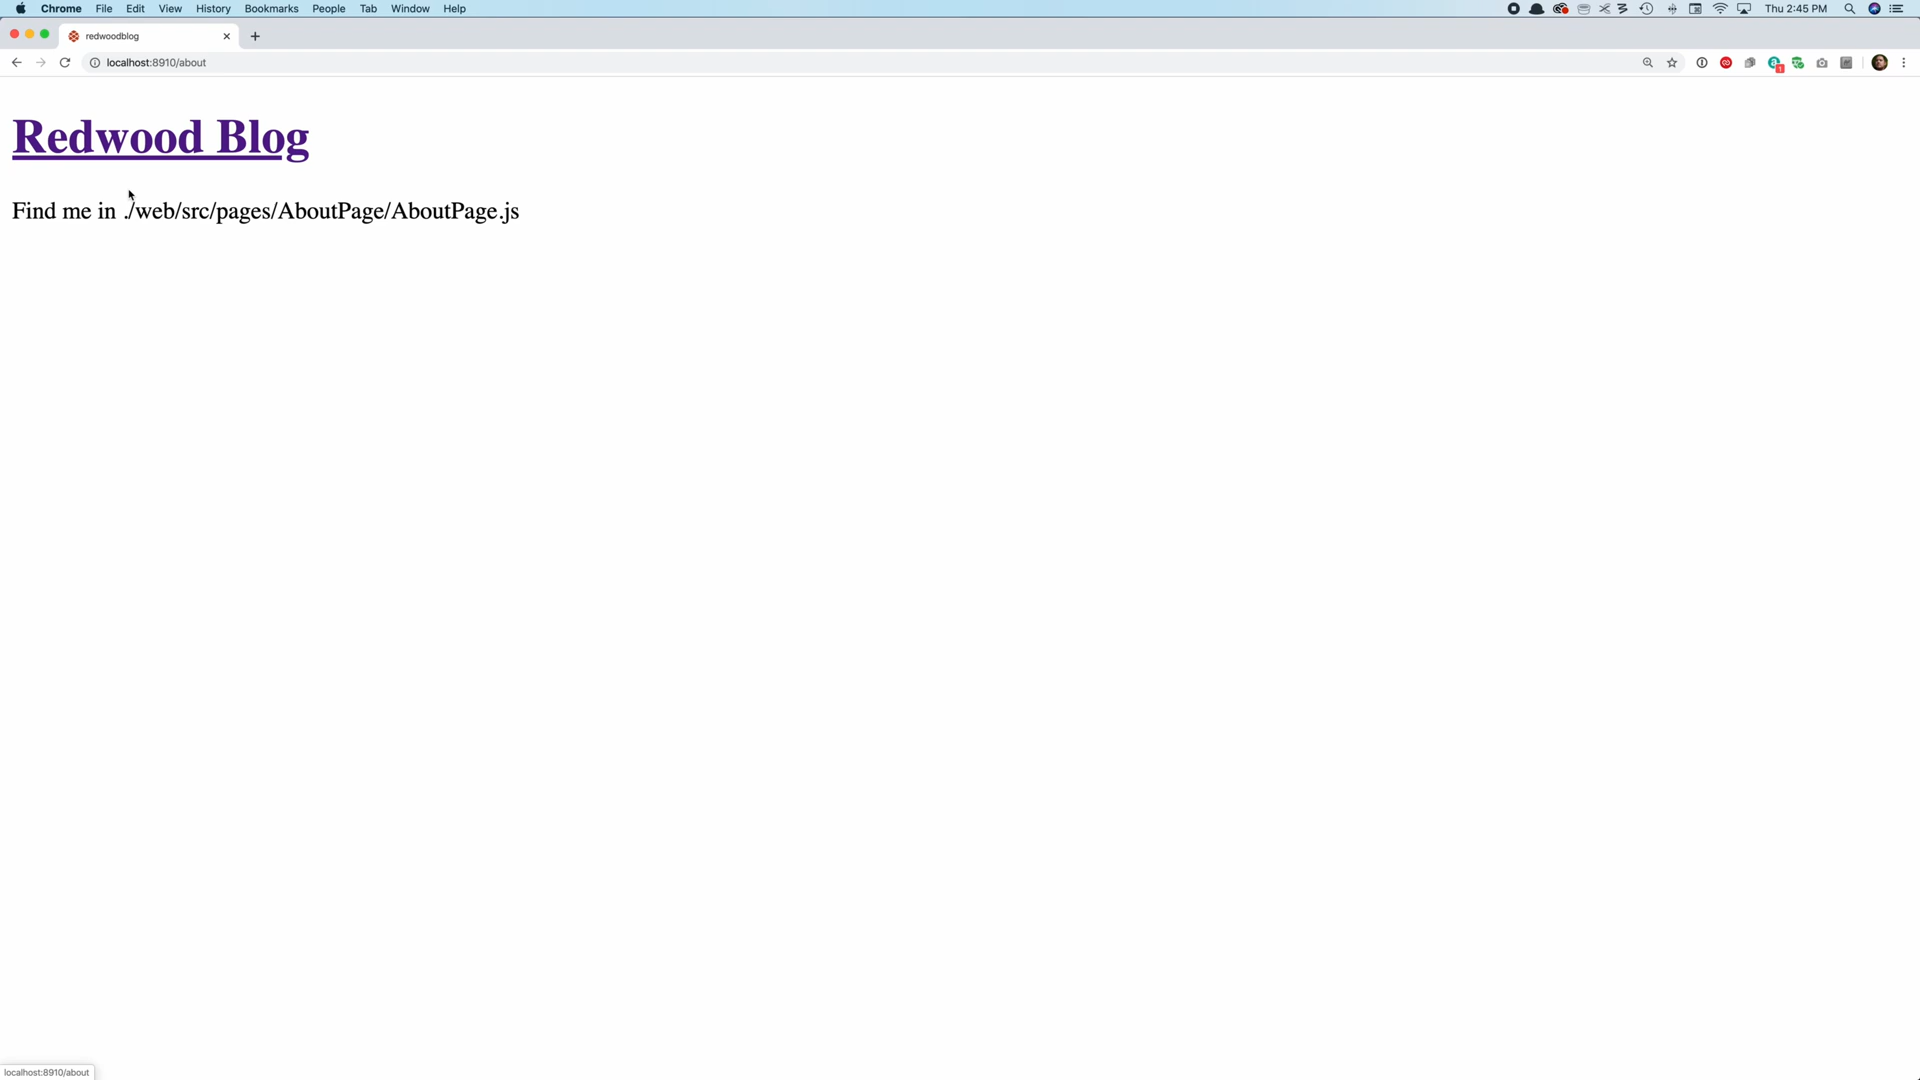 Chrome File Edit View History Bookmarks People Tab Window Help Thu 2:45 PM
redwoodblog
localhost:8910/about
1
Redwood Blog
Find me in ./web/src/pages/AboutPage/AboutPage.js
localhost:8910/about